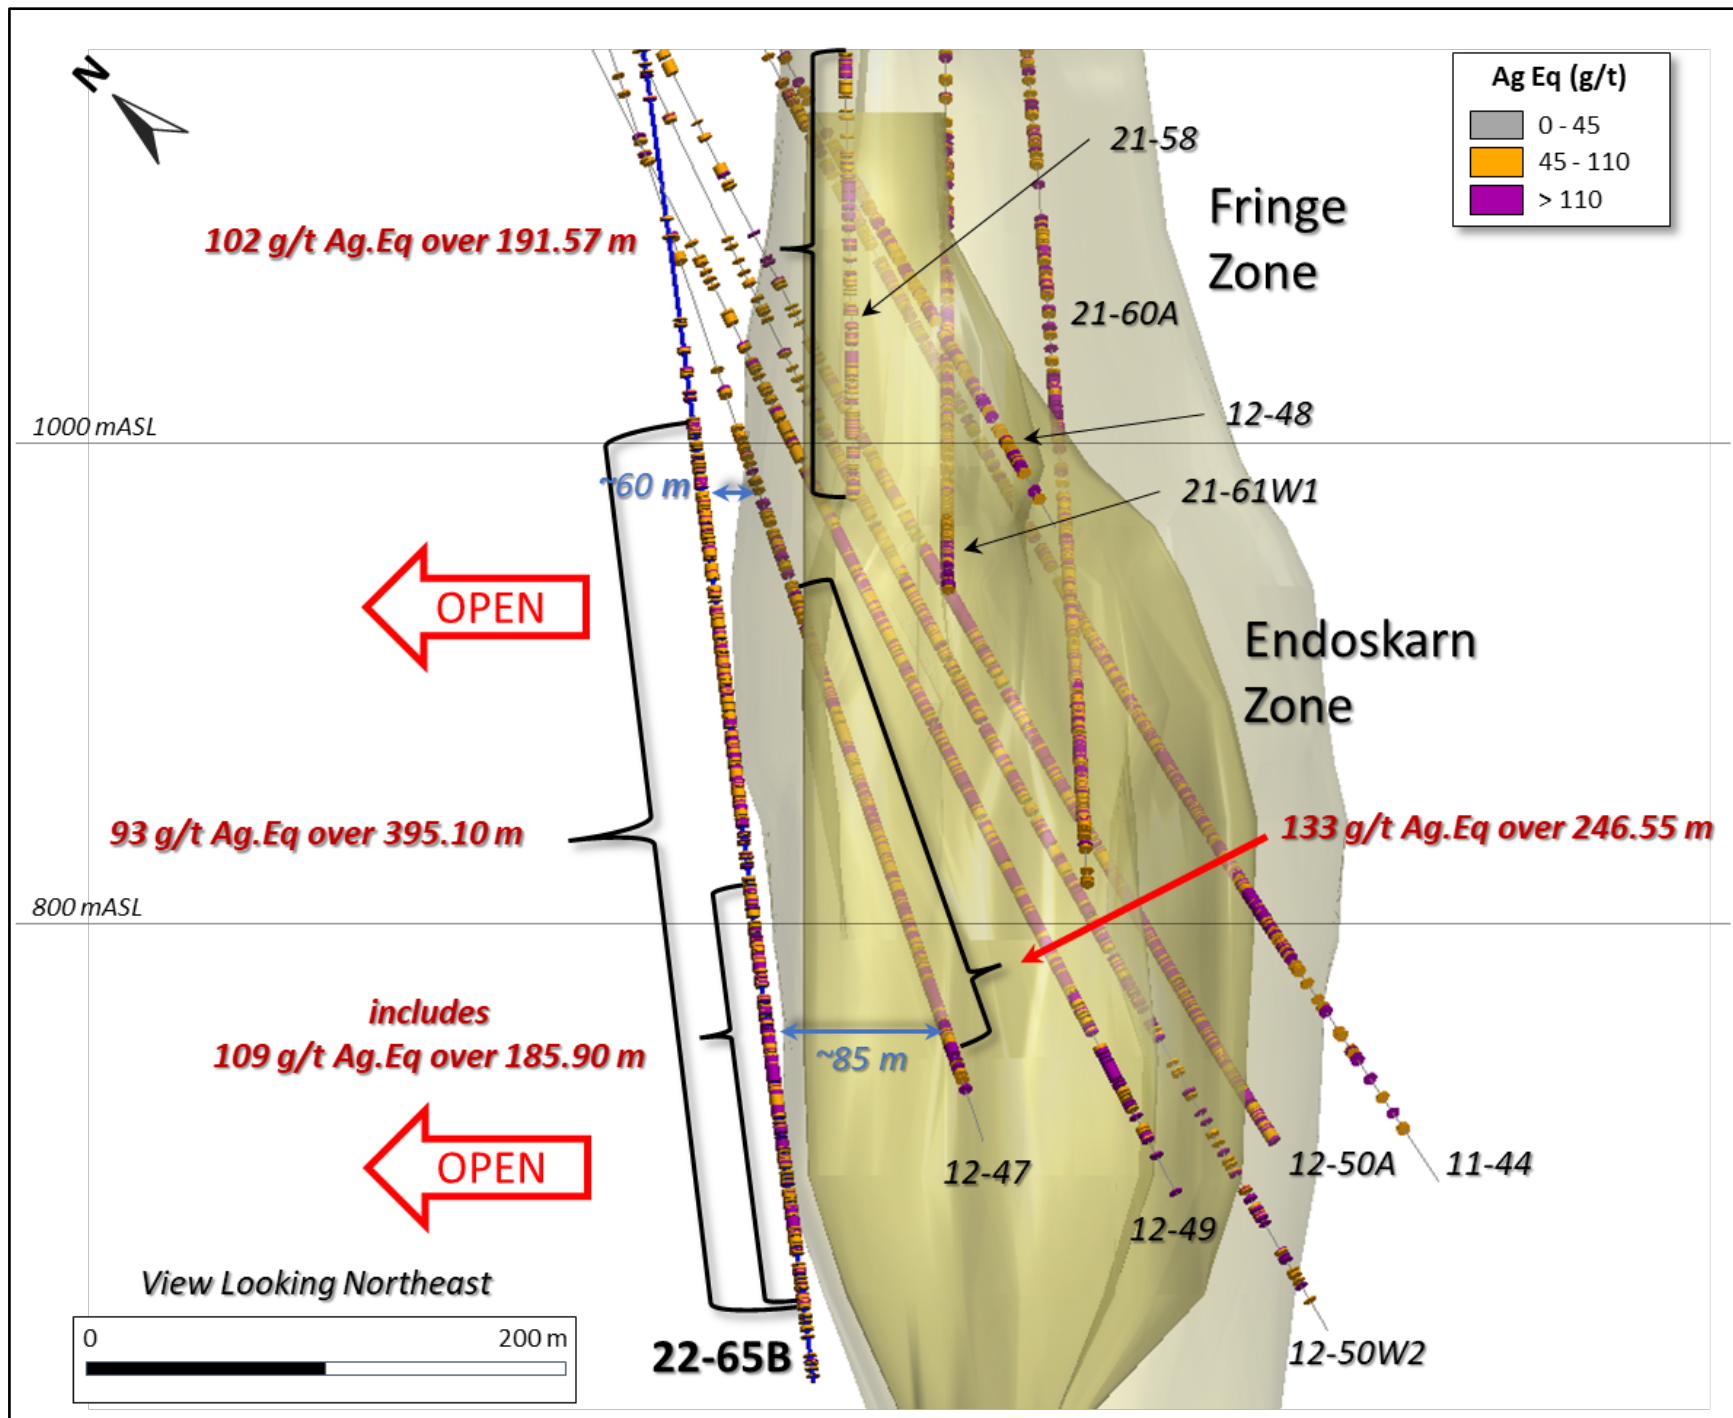 N
Ag Eq (g/t)
0 - 45
45 - 110
> 110
21-58
Fringe
Zone
102 g/t Ag.Eq over 191.57 m
21-60A
12-48
1000 mASL
~60 m
21-61W1
OPEN
Endoskarn
Zone
93 g/t Ag.Eq over 395.10 m
133 g/t Ag.Eq over 246.55 m
800 mASL
includes
109 g/t Ag.Eq over 185.90 m
~85 m
OPEN
12-47
12-50A
11-44
12-49
View Looking Northeast
0
200 m
22-65B
12-50W2